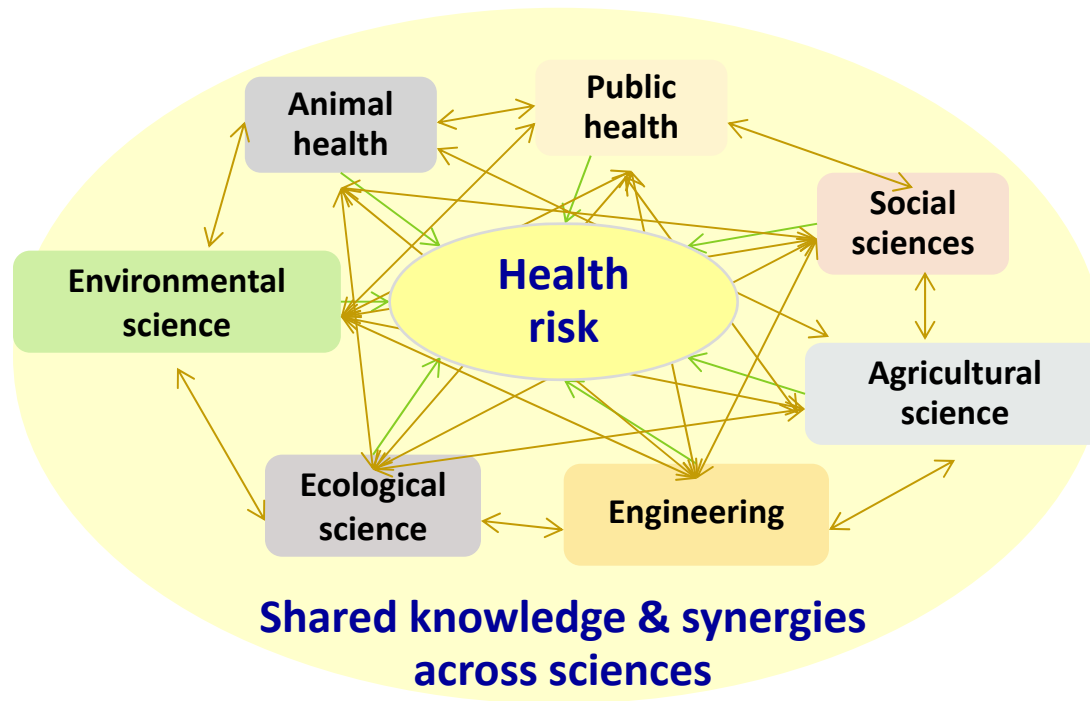 Animal
health
Public
health
Social
sciences
Environmental
science
Health
risk
Agricultural
science
Ecological
science
Engineering
Shared knowledge & synergies
across sciences